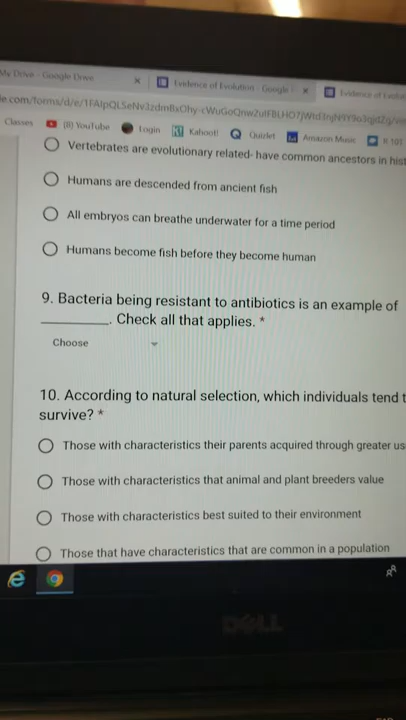 My Drive - Google Drive
Evidence of Evolution - Google
Evidence of Evolut
Classes
(11) YouTube
Login
Kahoot!
Quizlet
Amazon Music
Vertebrates are evolutionary related- have common ancestors in hist
Humans are descended from ancient fish
All embryos can breathe underwater for a time period
Humans become fish before they become human
9. Bacteria being resistant to antibiotics is an example of
________. Check all that applies. *
Choose
10. According to natural selection, which individuals tend t
survive? *
Those with characteristics their parents acquired through greater us
Those with characteristics that animal and plant breeders value
Those with characteristics best suited to their environment
Those that have characteristics that are common in a population
DELL